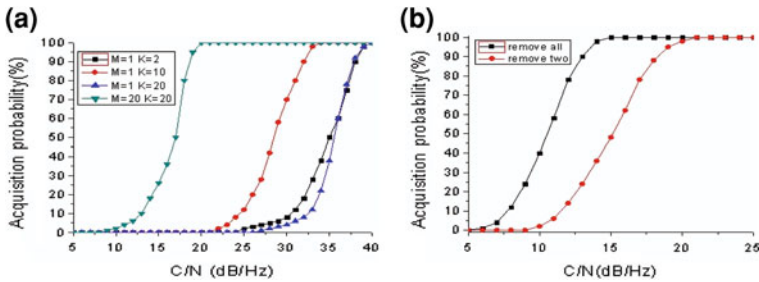 (a)
Acquisition probability(%)
100
90
80
70
60
50
40
30
20
10
0
M=1 K=2
M=1 K=10
M=1 K=20
M=20 K=20
5 10 15 20 25 30 35 40
C/N (dB/Hz)
(b)
Acquisition probability(%)
100
90
80
70
60
50
40
30
20
10
0
remove all
remove two
5 10 15 20 25
C/N(dB/Hz)